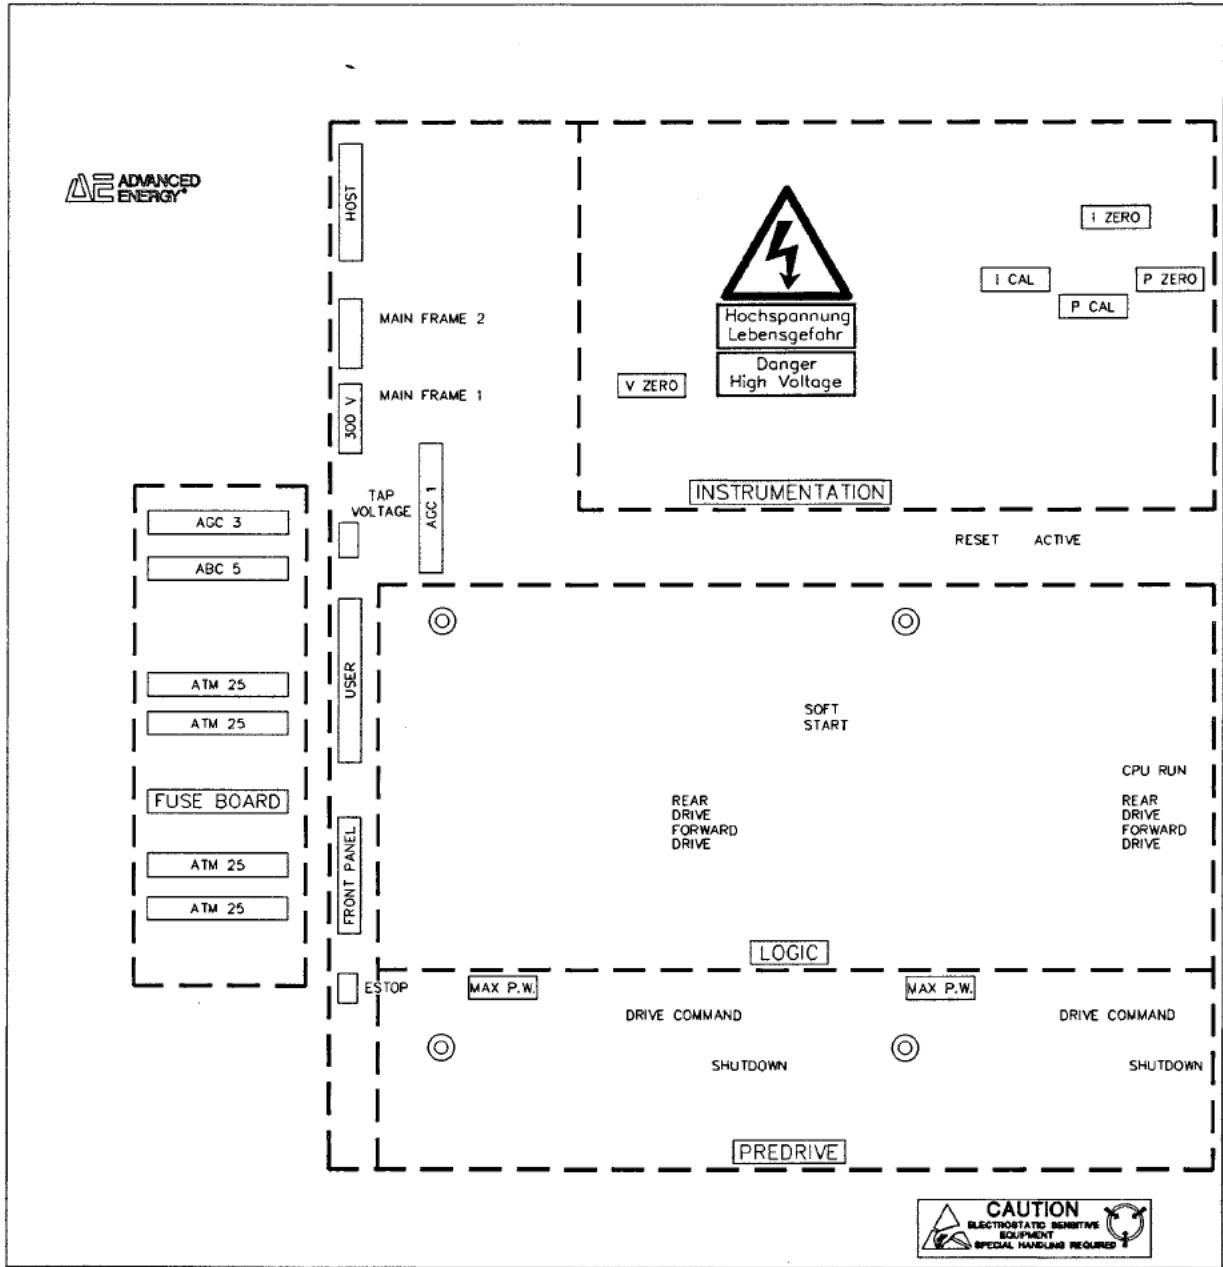 ADVANCED
ENERGY
HOST
MAIN FRAME 2
300 V
MAIN FRAME 1
TAP
VOLTAGE
AGC 1
Hochspannung
Lebensgefahr
Danger
High Voltage
I ZERO
I CAL
P ZERO
P CAL
V ZERO
INSTRUMENTATION
RESET
ACTIVE
AGC 3
ABC 5
ATM 25
ATM 25
FUSE BOARD
ATM 25
ATM 25
USER
FRONT PANEL
ESTOP
SOFT
START
CPU RUN
REAR
DRIVE
FORWARD
DRIVE
REAR
DRIVE
FORWARD
DRIVE
LOGIC
MAX P.W.
MAX P.W.
DRIVE COMMAND
DRIVE COMMAND
SHUTDOWN
SHUTDOWN
PREDRIVE
CAUTION
ELECTROSTATIC SENSITIVE
EQUIPMENT
SPECIAL HANDLING REQUIRED